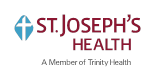 ST. JOSEPH'S
HEALTH
A Member of Trinity Health